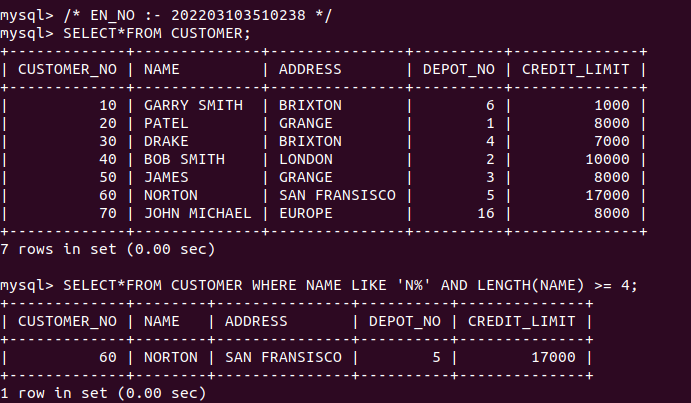 mysql> /* EN_NO :- 202203103510238 */
mysql> SELECT*FROM CUSTOMER;
+-------------+--------------+----------------+----------+--------------+
| CUSTOMER_NO | NAME         | ADDRESS        | DEPOT_NO | CREDIT_LIMIT |
+-------------+--------------+----------------+----------+--------------+
|          10 | GARRY SMITH  | BRIXTON        |        6 |         1000 |
|          20 | PATEL        | GRANGE         |        1 |         8000 |
|          30 | DRAKE        | BRIXTON        |        4 |         7000 |
|          40 | BOB SMITH    | LONDON         |        2 |        10000 |
|          50 | JAMES        | GRANGE         |        3 |         8000 |
|          60 | NORTON       | SAN FRANSISCO  |        5 |        17000 |
|          70 | JOHN MICHAEL | EUROPE         |       16 |         8000 |
+-------------+--------------+----------------+----------+--------------+
7 rows in set (0.00 sec)
mysql> SELECT*FROM CUSTOMER WHERE NAME LIKE 'N%' AND LENGTH(NAME) >= 4;
+-------------+--------+---------------+----------+--------------+
| CUSTOMER_NO | NAME   | ADDRESS       | DEPOT_NO | CREDIT_LIMIT |
+-------------+--------+---------------+----------+--------------+
|          60 | NORTON | SAN FRANSISCO |        5 |        17000 |
+-------------+--------+---------------+----------+--------------+
1 row in set (0.00 sec)